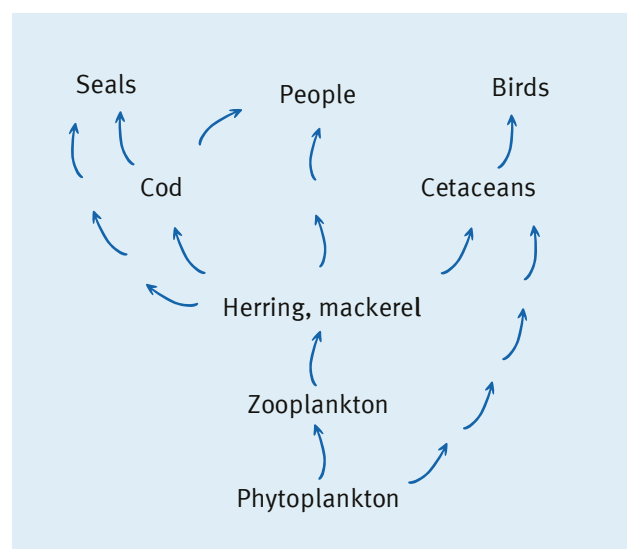 Seals
People
Birds
Cod
Cetaceans
Herring, mackerel
Zooplankton
Phytoplankton